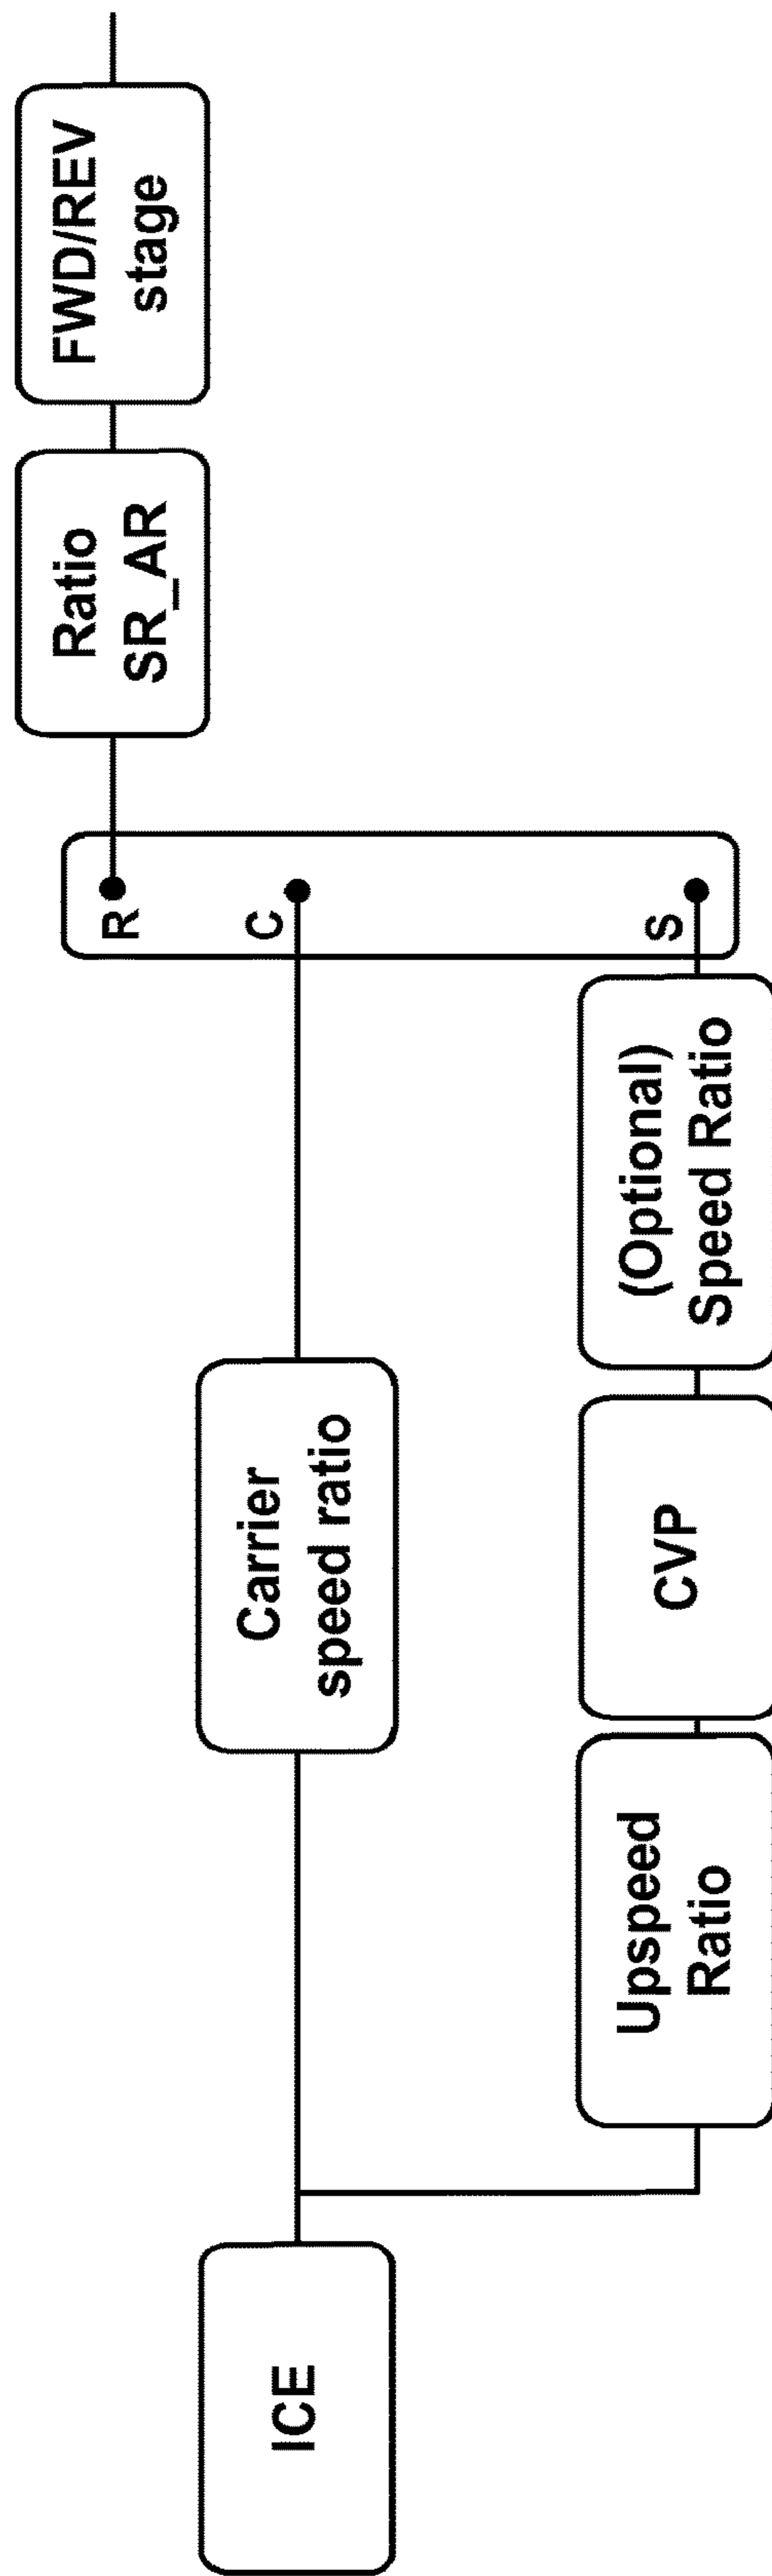 ICE
Carrier
speed ratio
Upspeed
Ratio
CVP
(Optional)
Speed Ratio
R
C
S
Ratio
SR_AR
FWD/REV
stage